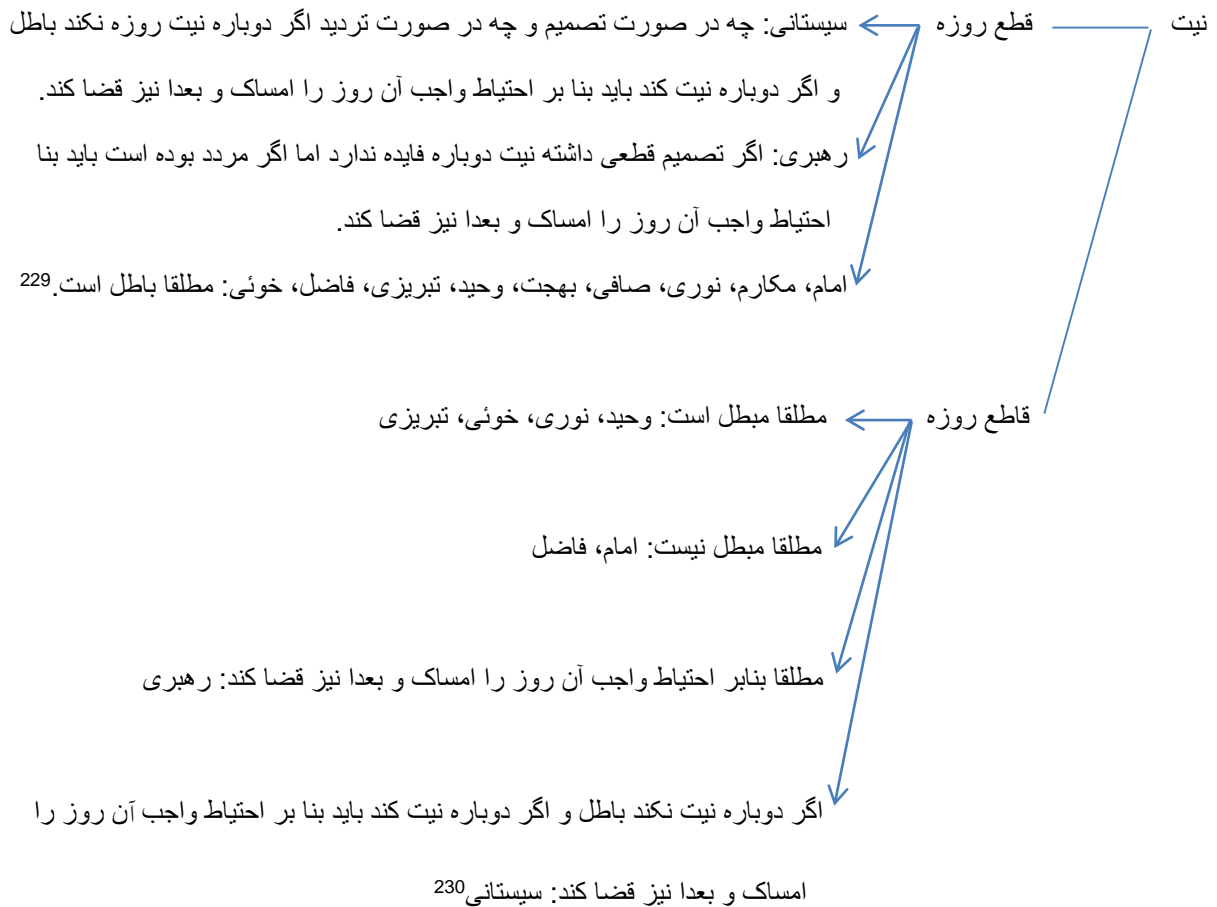 نیت قطع روزه سیستانی: چه در صورت تصمیم و چه در صورت تردید اگر دوباره نیت روزه نکند باطل
و اگر دوباره نیت کند باید بنا بر احتیاط واجب آن روز را امساک و بعدا نیز قضا کند.
رهبری: اگر تصمیم قطعی داشته نیت دوباره فایده ندارد اما اگر مردد بوده است باید بنا
احتیاط واجب آن روز را امساک و بعدا نیز قضا کند.
امام، مکارم، نوری، صافی، بهجت، وحید، تبریزی، فاضل، خوئی: مطلقا باطل است.229
قاطع روزه مطلقا مبطل است: وحید، نوری، خوئی، تبریزی
مطلقا مبطل نیست: امام، فاضل
مطلقا بنابر احتیاط واجب آن روز را امساک و بعدا نیز قضا کند: رهبری
اگر دوباره نیت نکند باطل و اگر دوباره نیت کند باید بنا بر احتیاط واجب آن روز را
امساک و بعدا نیز قضا کند: سیستانی230